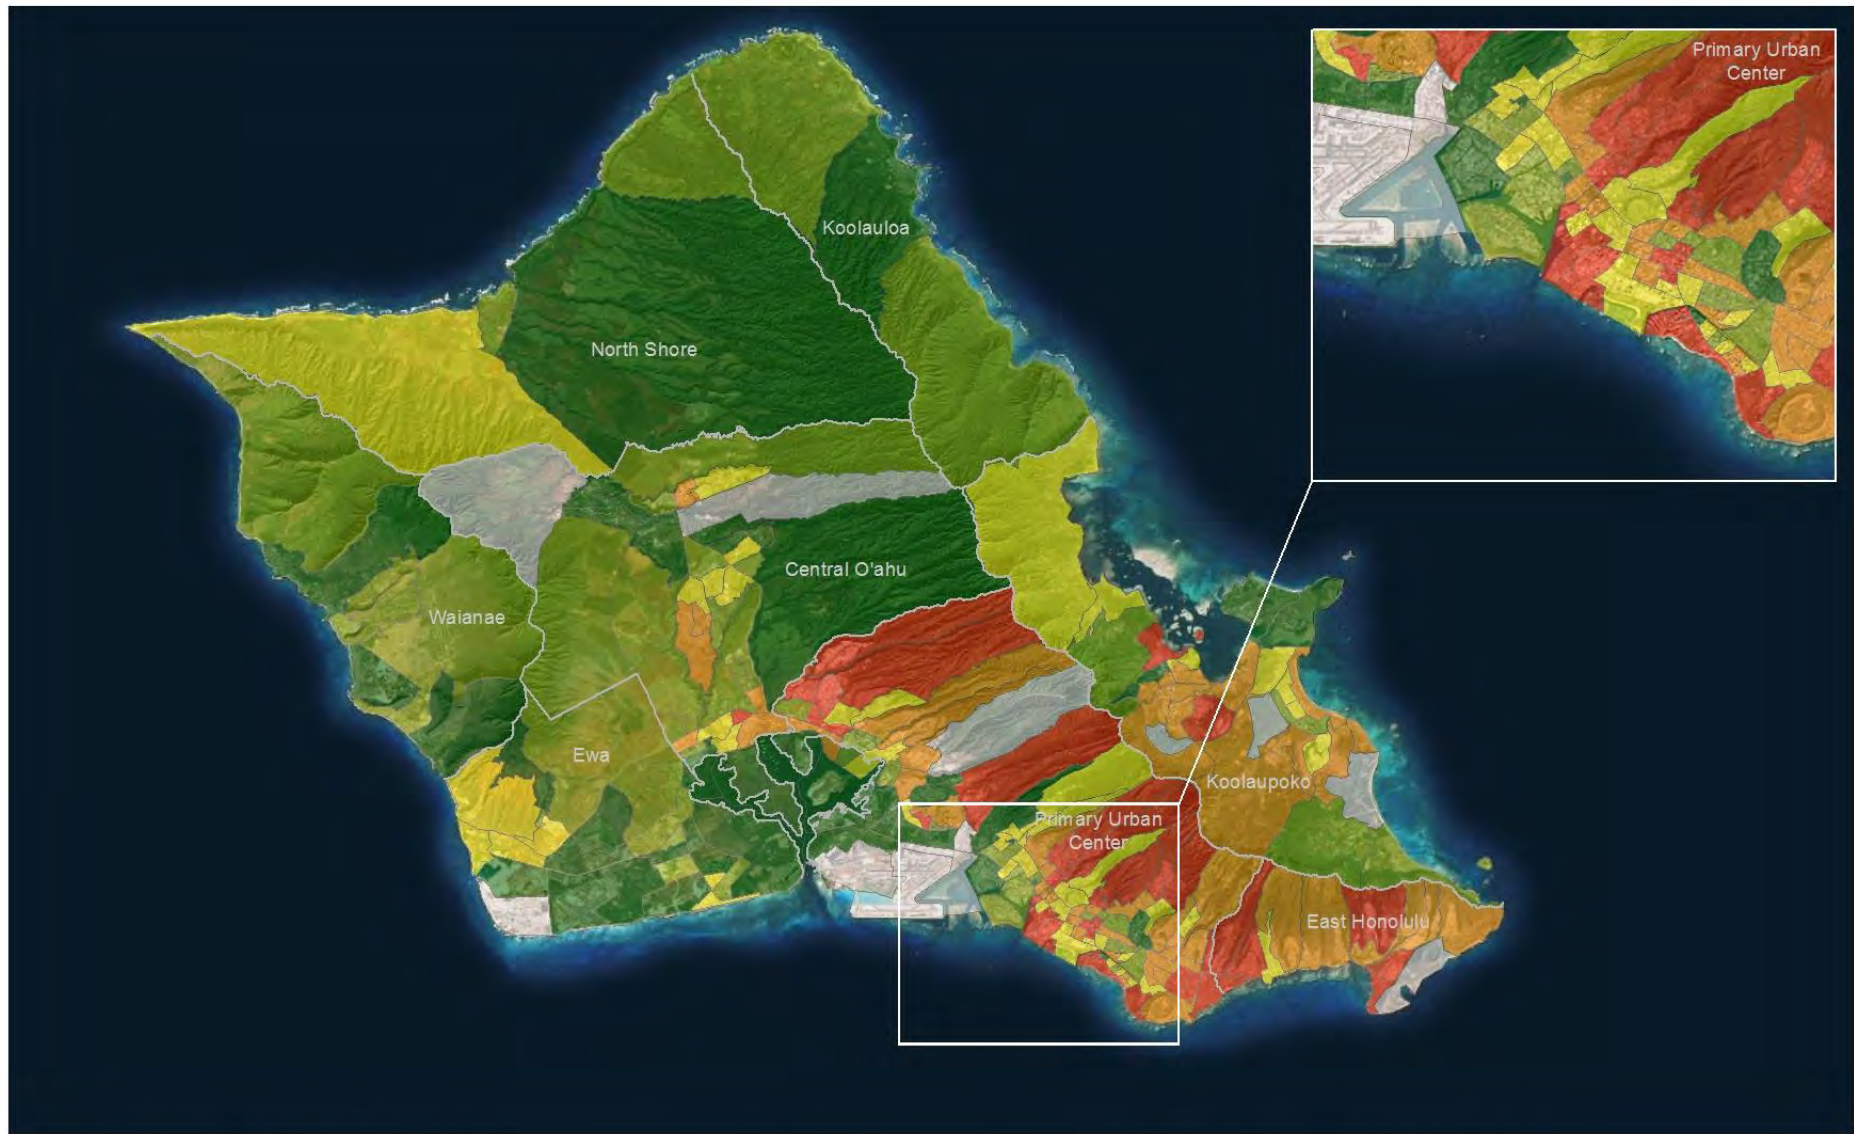 Primary Urban
Center
Koolauloa
North Shore
Central O'ahu
Waianae
Ewa
Koolaupoko
Primary Urban
Center
East Honolulu